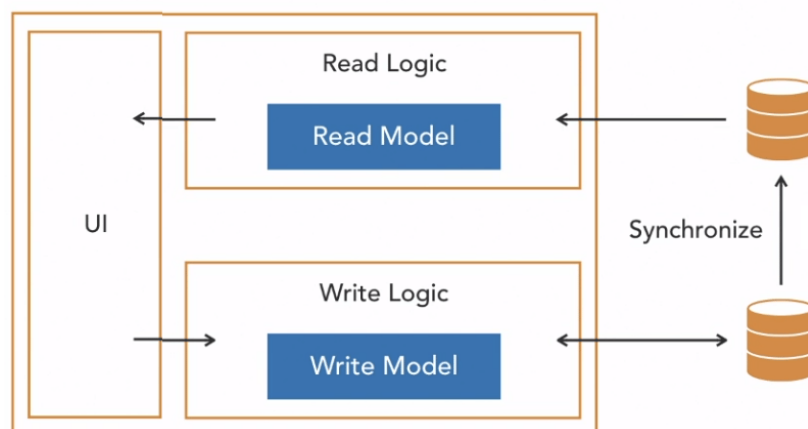 Read Logic
Read Model
UI
Synchronize
Write Logic
Write Model